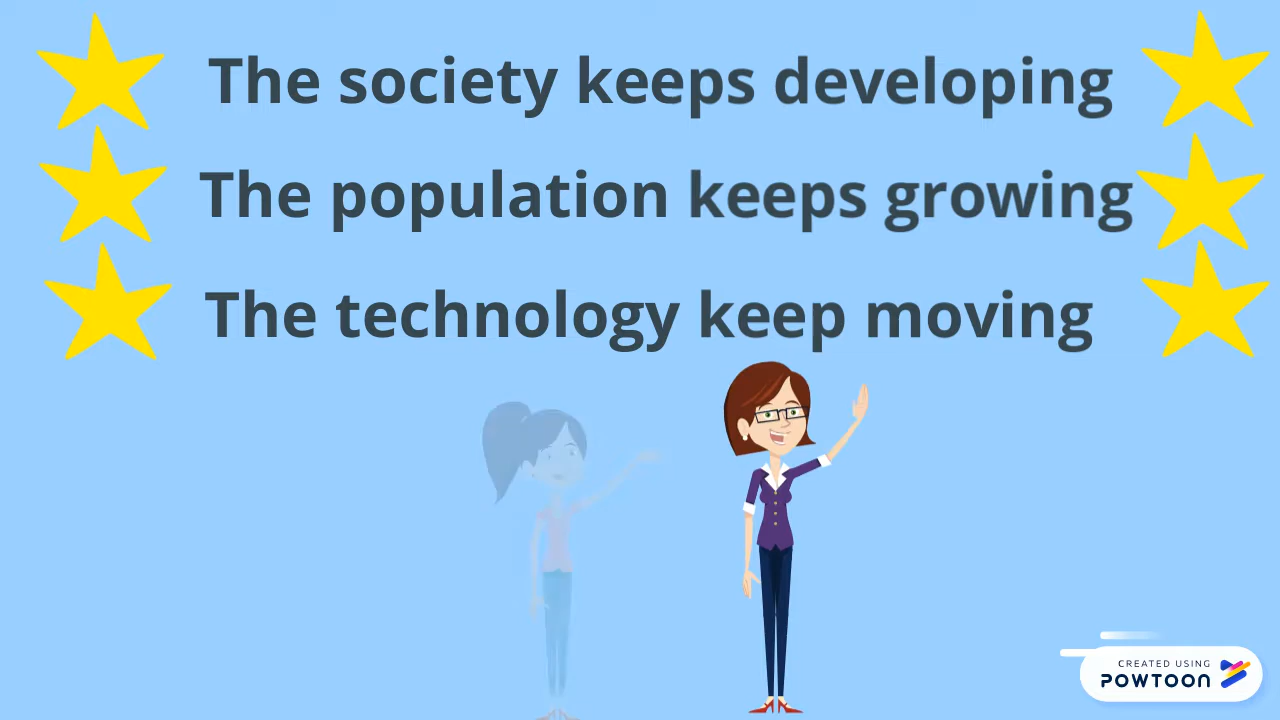 The society keeps developing
The population keeps growing
The technology keep moving
CREATED USING
POWTOON